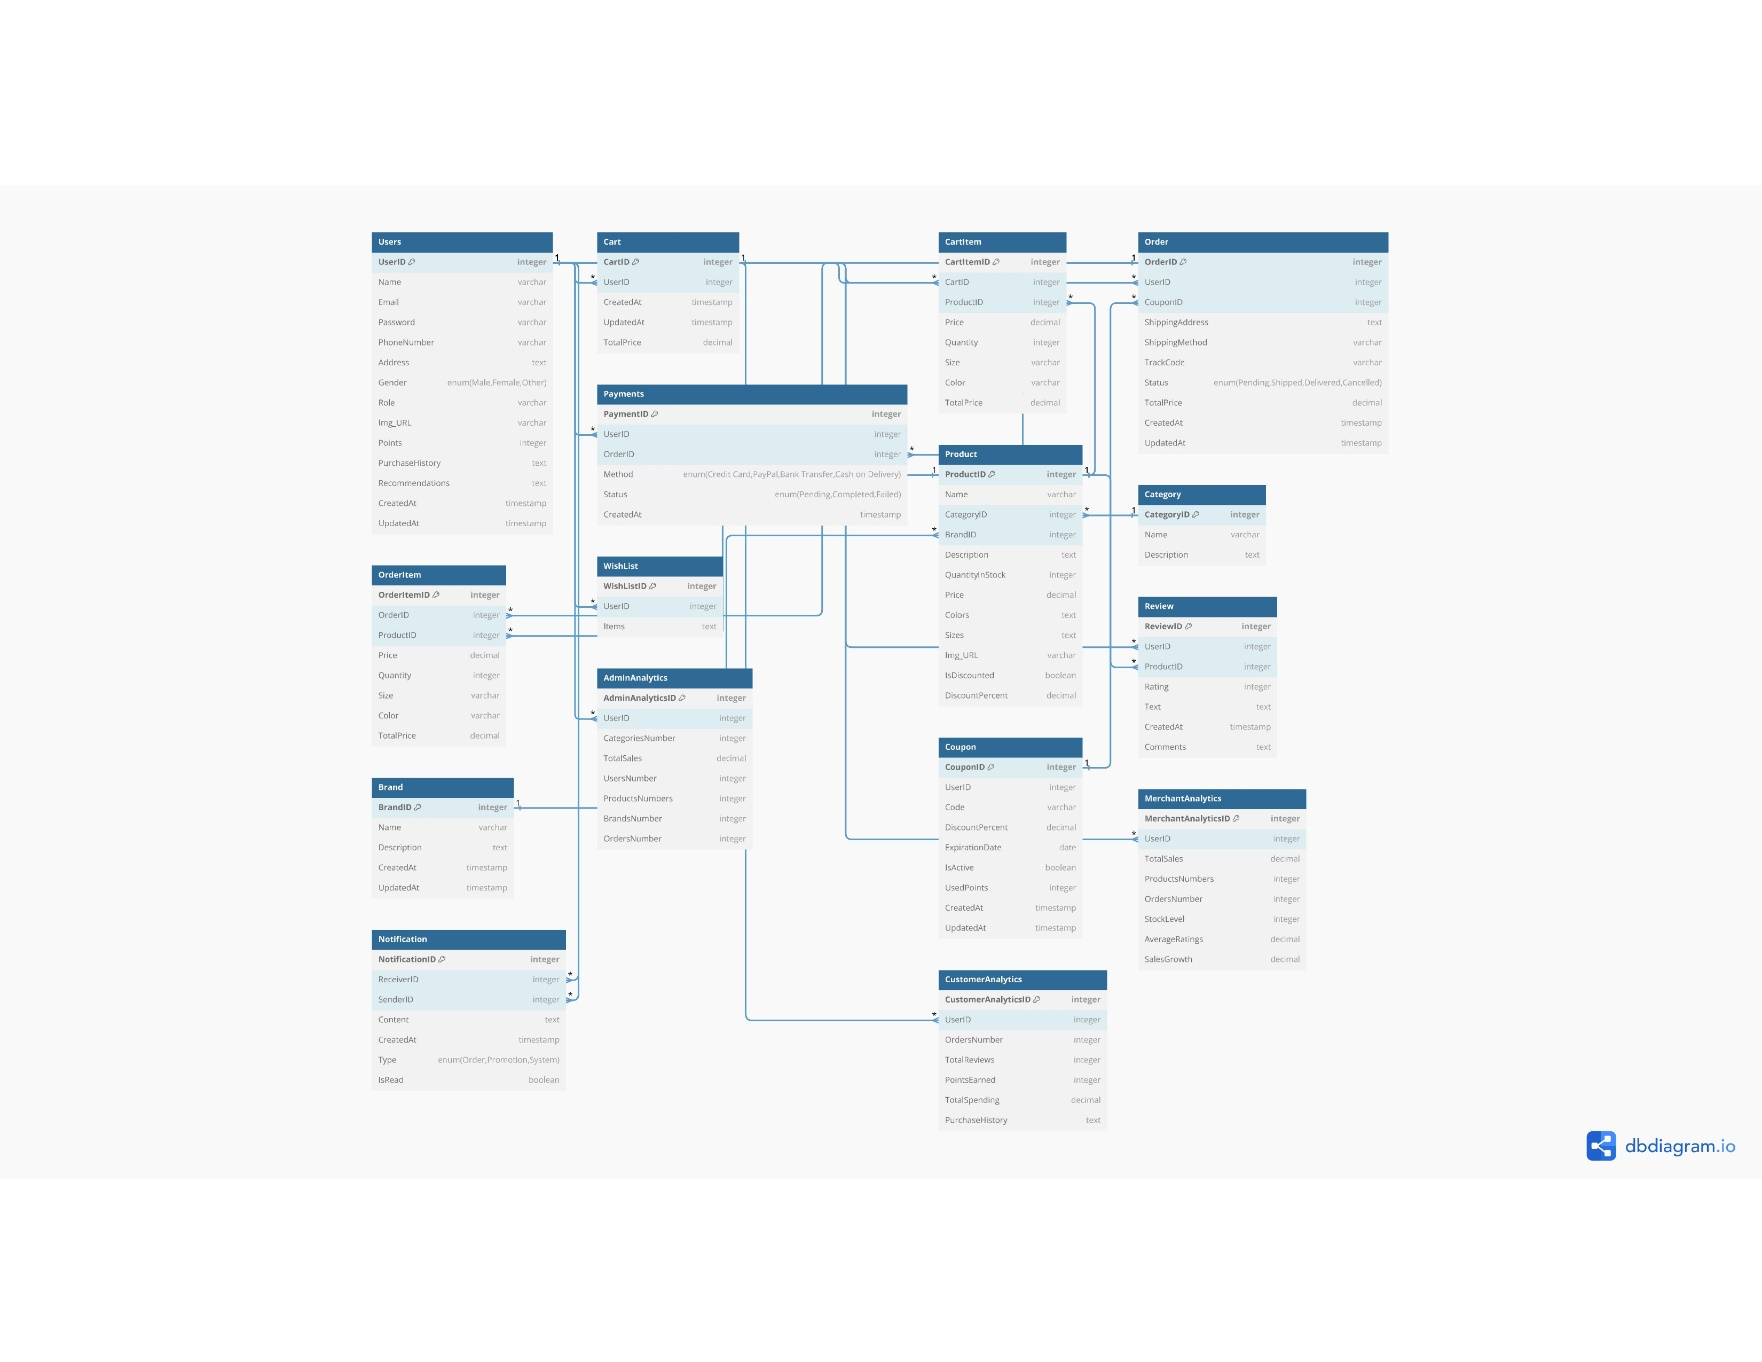 Users
UserID integer
Name varchar
Email varchar
Password varchar
PhoneNumber varchar
Address text
Gender enum(Male,Female,Other)
Role varchar
Img_URL varchar
Points integer
PurchaseHistory text
Recommendations text
CreatedAt timestamp
UpdatedAt timestamp
1
Cart
CartID integer
* UserID integer
CreatedAt timestamp
UpdatedAt timestamp
TotalPrice decimal
1
CartItem
CartItemID integer
* CartID integer
ProductID integer *
Price decimal
Quantity integer
Size varchar
Color varchar
TotalPrice decimal
Order
1 OrderID integer
* UserID integer
* CouponID integer
ShippingAddress text
ShippingMethod varchar
TrackCode varchar
Status enum(Pending,Shipped,Delivered,Cancelled)
TotalPrice decimal
CreatedAt timestamp
UpdatedAt timestamp
Payments
PaymentID integer
* UserID integer
OrderID integer *
Method enum(Credit Card,PayPal,Bank Transfer,Cash on Delivery)
Status enum(Pending,Completed,Failed)
CreatedAt timestamp
Product
1 ProductID integer 1
Name varchar
CategoryID integer *
* BrandID integer
Description text
QuantityInStock integer
Price decimal
Colors text
Sizes text
Img_URL varchar
IsDiscounted boolean
DiscountPercent decimal
Category
1 CategoryID integer
Name varchar
Description text
OrderItem
OrderItemID integer
OrderID integer *
ProductID integer *
Price decimal
Quantity integer
Size varchar
Color varchar
TotalPrice decimal
WishList
WishListID integer
* UserID integer
Items text
Review
ReviewID integer
* UserID integer
* ProductID integer
Rating integer
Text text
CreatedAt timestamp
Comments text
AdminAnalytics
AdminAnalyticsID integer
* UserID integer
CategoriesNumber integer
TotalSales decimal
UsersNumber integer
ProductsNumbers integer
BrandsNumber integer
OrdersNumber integer
Coupon
CouponID integer 1
UserID integer
Code varchar
DiscountPercent decimal
ExpirationDate date
IsActive boolean
UsedPoints integer
CreatedAt timestamp
UpdatedAt timestamp
Brand
BrandID integer 1
Name varchar
Description text
CreatedAt timestamp
UpdatedAt timestamp
MerchantAnalytics
MerchantAnalyticsID integer
* UserID integer
TotalSales decimal
ProductsNumbers integer
OrdersNumber integer
StockLevel integer
AverageRatings decimal
SalesGrowth decimal
Notification
NotificationID integer
ReceiverID integer *
SenderID integer *
Content text
CreatedAt timestamp
Type enum(Order,Promotion,System)
IsRead boolean
CustomerAnalytics
CustomerAnalyticsID integer
* UserID integer
OrdersNumber integer
TotalReviews integer
PointsEarned integer
TotalSpending decimal
PurchaseHistory text
dbdiagram.io